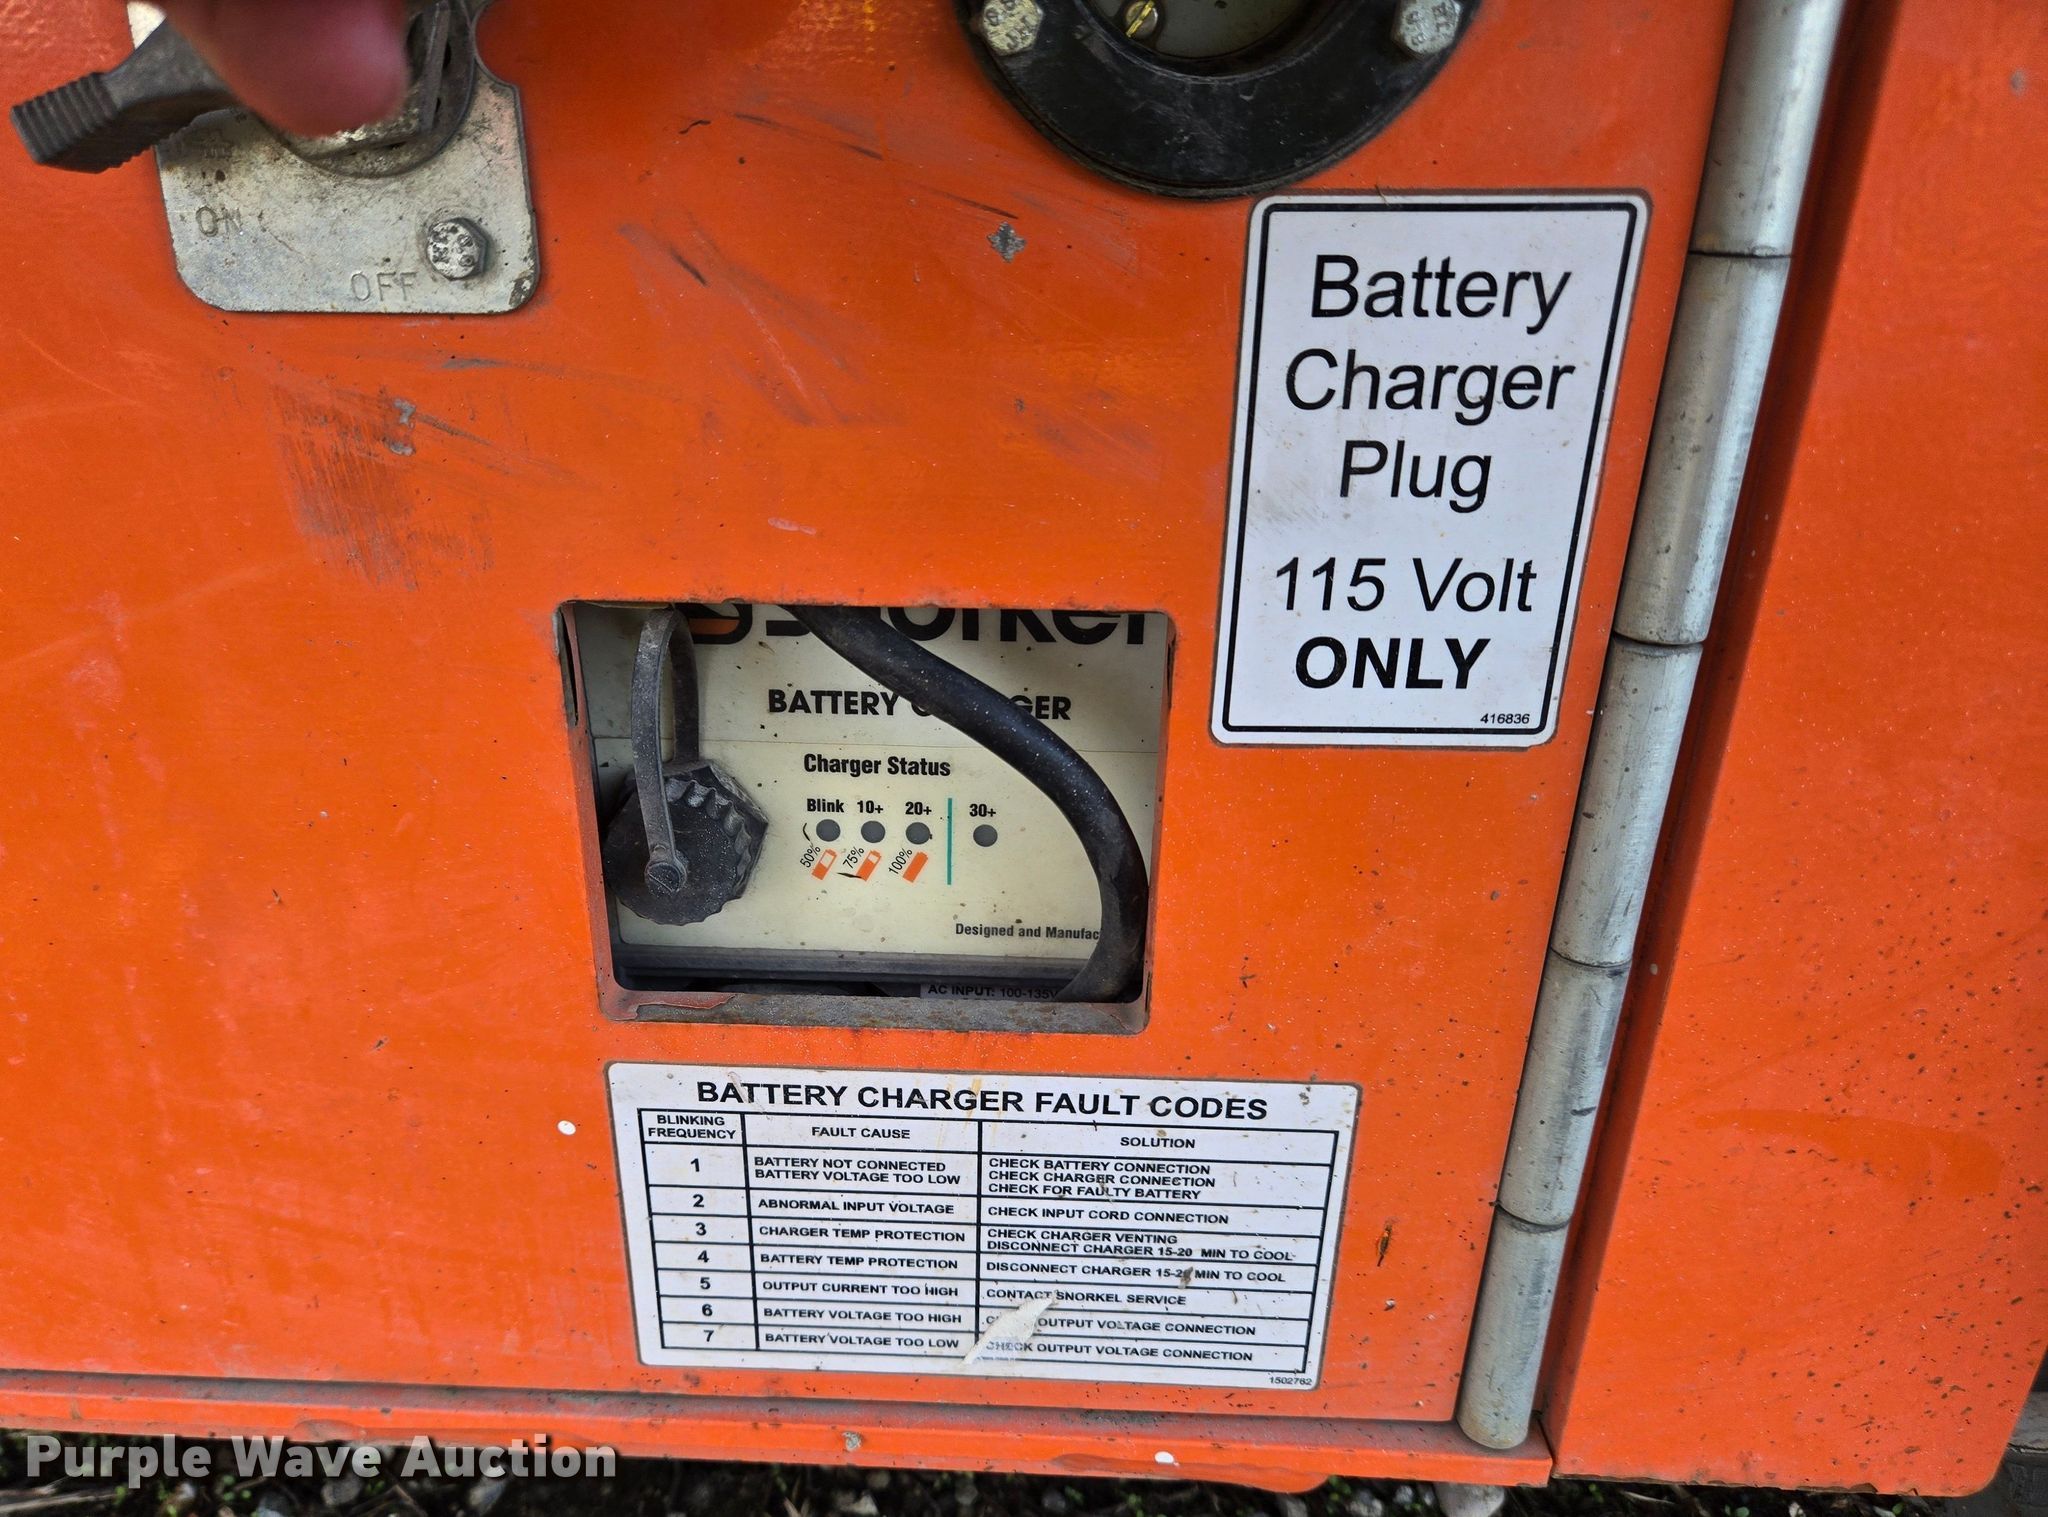 ON
OFF
Battery
Charger
Plug
115 Volt
ONLY
416836
BATTERY
Charger Status
Blink 10+ 20+ 30+
50% 75% 100%
Designed and
AC INPUT: 100-135V
BATTERY CHARGER FAULT CODES
BLINKING
FREQUENCY
FAULT CAUSE
SOLUTION
1
BATTERY NOT CONNECTED
BATTERY VOLTAGE TOO LOW
CHECK BATTERY CONNECTION
CHECK CHARGER CONNECTION
CHECK FOR FAULTY BATTERY
2
ABNORMAL INPUT VOLTAGE
CHECK INPUT CORD CONNECTION
3
CHARGER TEMP PROTECTION
CHECK CHARGER VENTING
DISCONNECT CHARGER 15-20 MIN TO COOL
4
BATTERY TEMP PROTECTION
DISCONNECT CHARGER 15-20 MIN TO COOL
5
OUTPUT CURRENT TOO HIGH
CONTACT SNORKEL SERVICE
6
BATTERY VOLTAGE TOO HIGH
OUTPUT VOLTAGE CONNECTION
7
BATTERY VOLTAGE TOO LOW
CHECK OUTPUT VOLTAGE CONNECTION
1502762
Purple Wave Auction